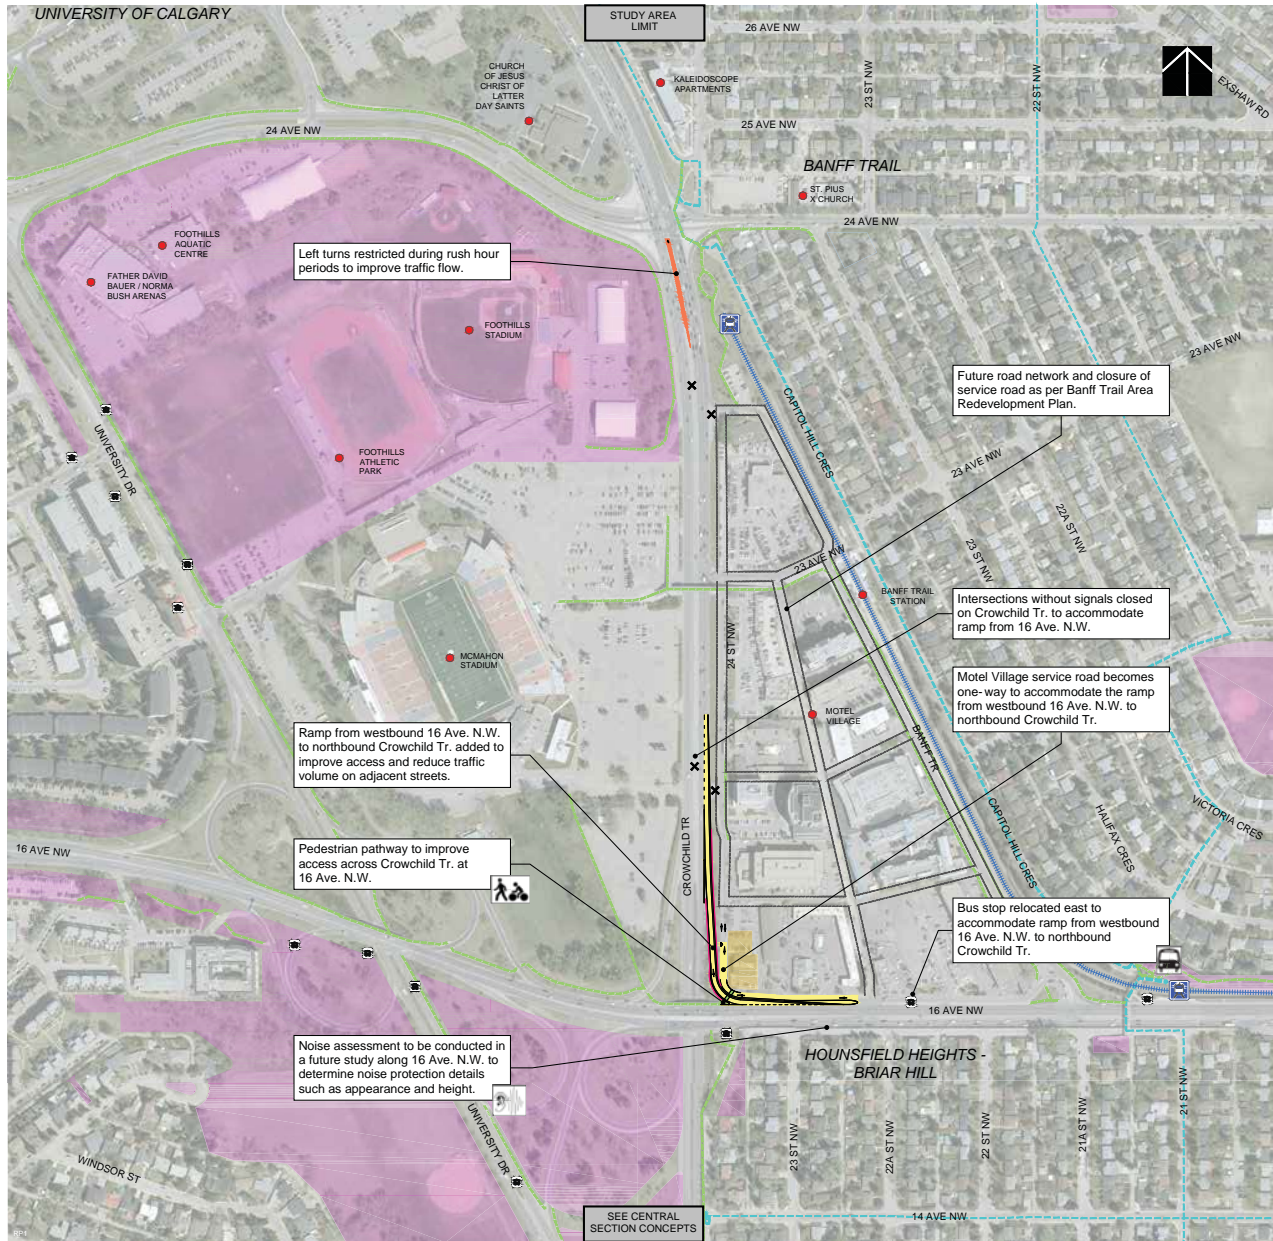 UNIVERSITY OF CALGARY
STUDY AREA
LIMIT
26 AVE NW
CHURCH
OF JESUS
CHRIST OF
LATTER
DAY SAINTS
KALEIDOSCOPE
APARTMENTS
23 ST NW
22 ST NW
EXSHAW RD
24 AVE NW
25 AVE NW
BANFF TRAIL
ST. PIUS
X CHURCH
24 AVE NW
FOOTHILLS
AQUATIC
CENTRE
FATHER DAVID
BAUER / NORMA
BUSH ARENAS
Left turns restricted during rush hour
periods to improve traffic flow.
FOOTHILLS
STADIUM
23 AVE NW
Future road network and closure of
service road as per Banff Trail Area
Redevelopment Plan.
CAPITOL HILL CRES
UNIVERSITY DR
FOOTHILLS
ATHLETIC
PARK
23 AVE NW
22A ST NW
23 ST NW
23 AVE NW
BANFF TRAIL
STATION
Intersections without signals closed
on Crowchild Tr. to accommodate
ramp from 16 Ave. N.W.
24 ST NW
MCMAHON
STADIUM
Motel Village service road becomes
one-way to accommodate the ramp
from westbound 16 Ave. N.W. to
northbound Crowchild Tr.
MOTEL
VILLAGE
BANFF TR
Ramp from westbound 16 Ave. N.W.
to northbound Crowchild Tr. added to
improve access and reduce traffic
volume on adjacent streets.
CAPITOL HILL CRES
HALIFAX CRES
VICTORIA CRES
16 AVE NW
CROWCHILD TR
Pedestrian pathway to improve
access across Crowchild Tr. at
16 Ave. N.W.
Bus stop relocated east to
accommodate ramp from westbound
16 Ave. N.W. to northbound
Crowchild Tr.
16 AVE NW
Noise assessment to be conducted in
a future study along 16 Ave. N.W. to
determine noise protection details
such as appearance and height.
HOUNSFIELD HEIGHTS -
BRIAR HILL
UNIVERSITY DR
23 ST NW
22A ST NW
22 ST NW
21A ST NW
21 ST NW
WINDSOR ST
SEE CENTRAL
SECTION CONCEPTS
14 AVE NW